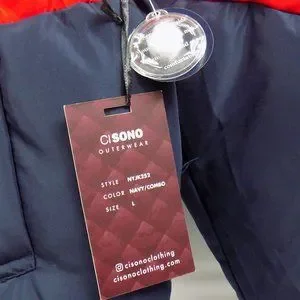 CISONO
OUTERWEAR
STYLE NYJK252
COLOR NAVY/COMBO
SIZE L
cisonoclothing
cisonoclothing.com